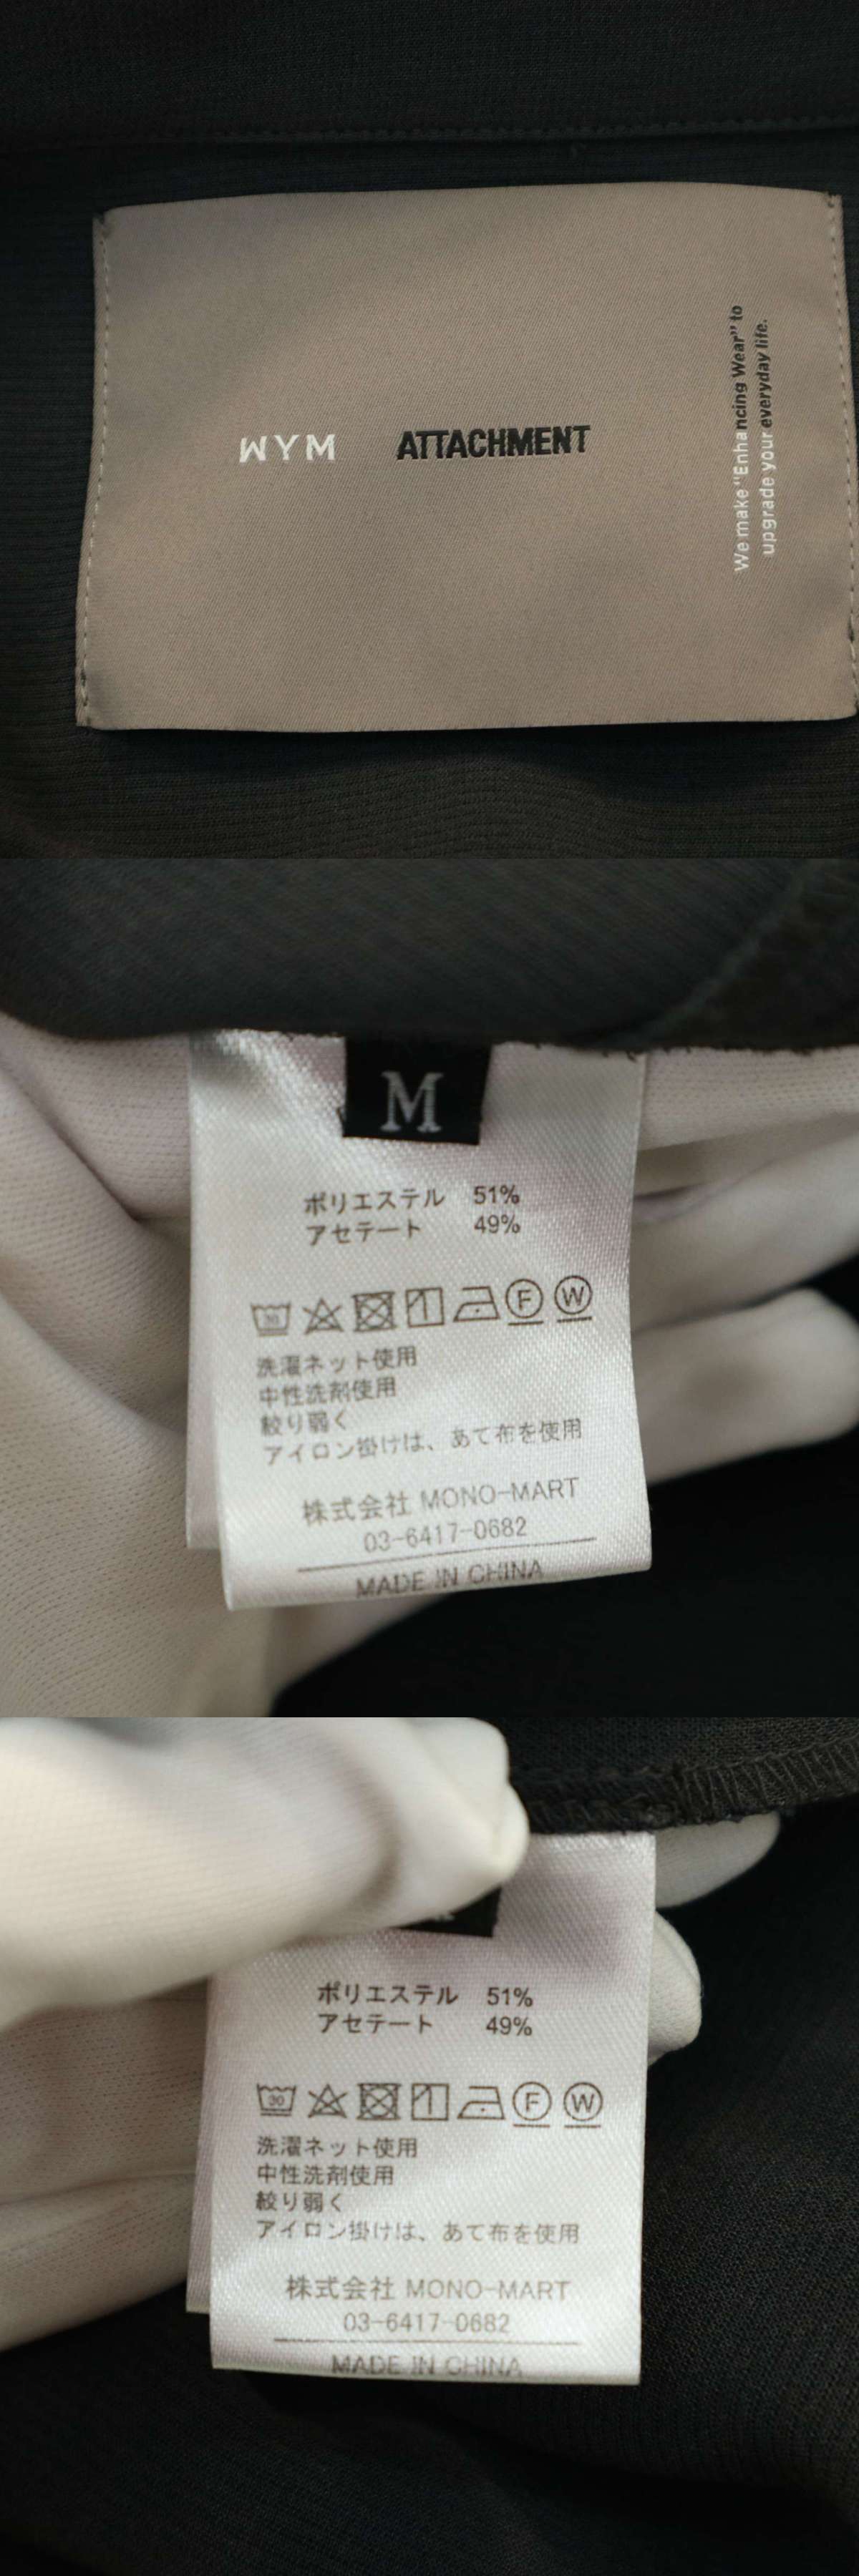 WYM ATTACHMENT
We make "Enhancing Wear" to
upgrade your everyday life.
M
ポリエステル 51%
アセテート 49%
30 F W
洗濯ネット使用
中性洗剤使用
絞り弱く
アイロン掛けは、あて布を使用
株式会社 MONO-MART
03-6417-0682
MADE IN CHINA
ポリエステル 51%
アセテート 49%
30 F W
洗濯ネット使用
中性洗剤使用
絞り弱く
アイロン掛けは、あて布を使用
株式会社 MONO-MART
03-6417-0682
MADE IN CHINA